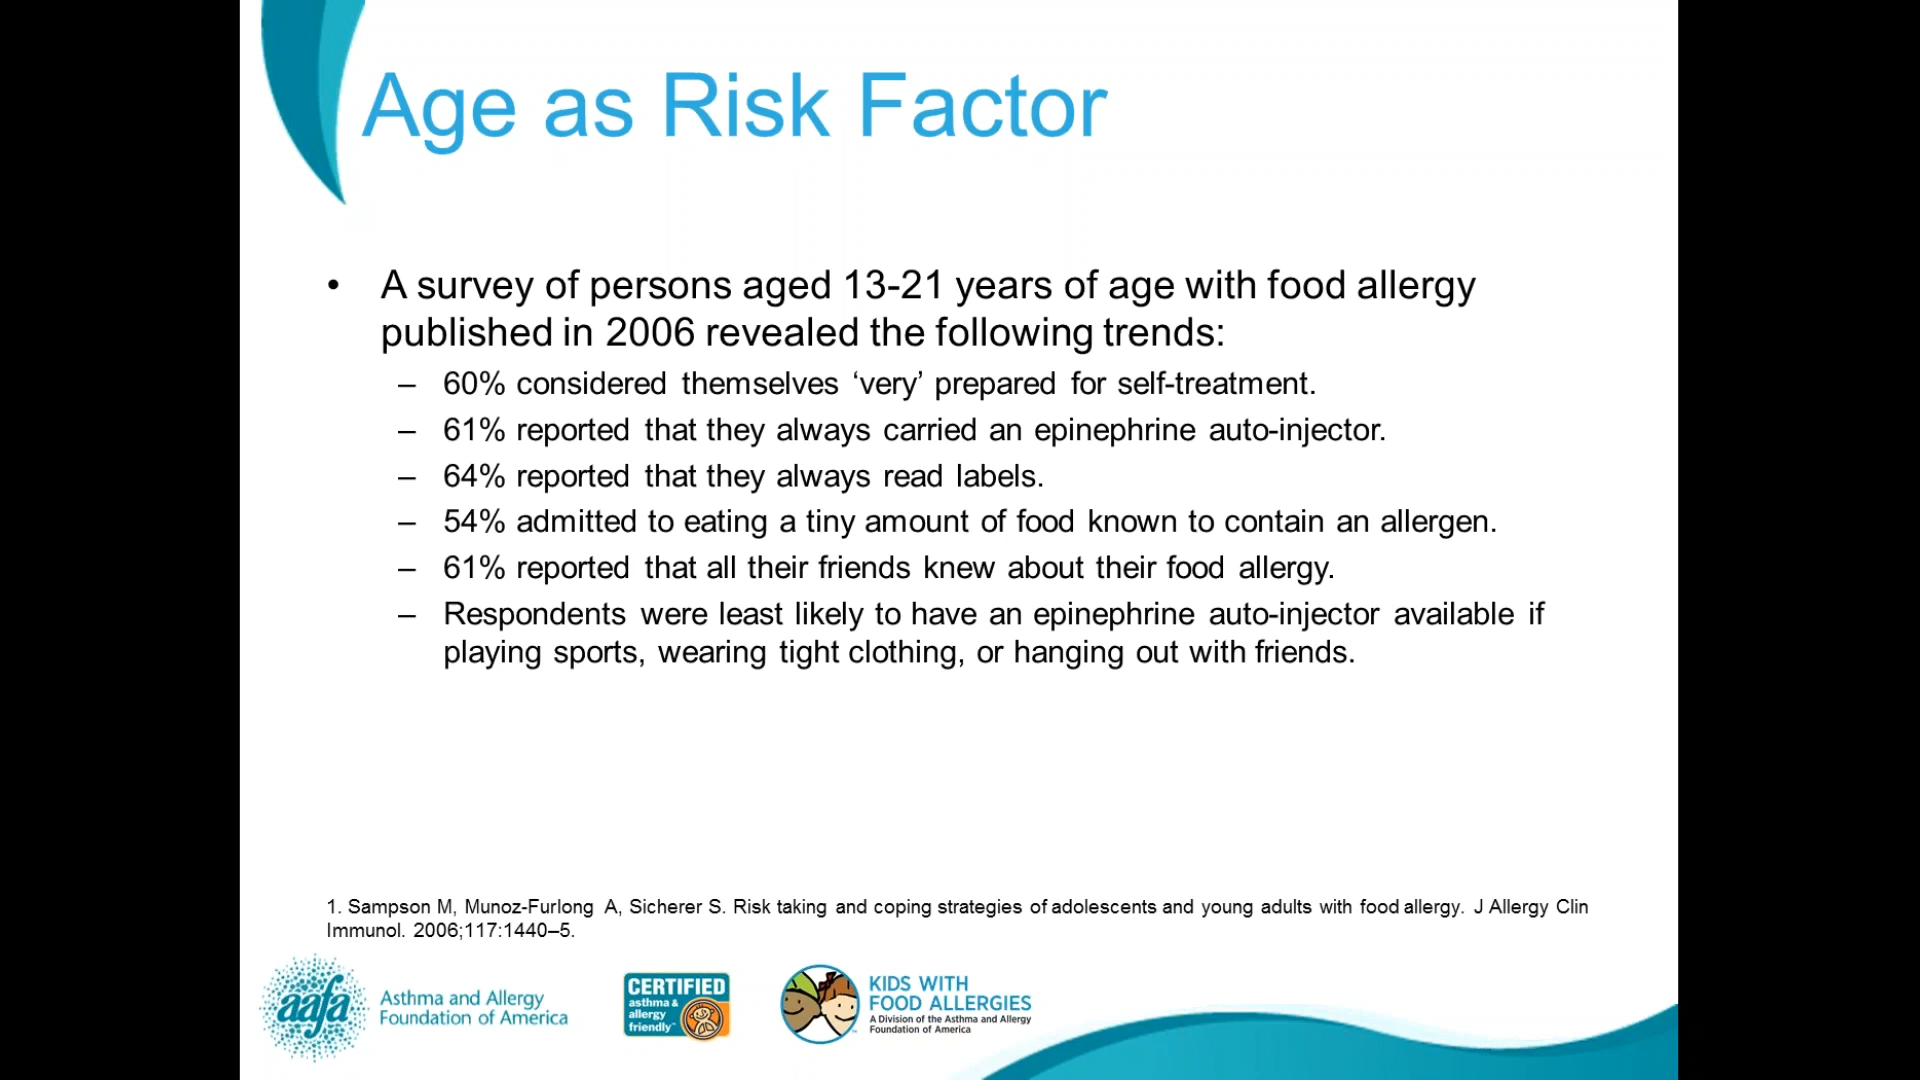 Age as Risk Factor
• A survey of persons aged 13-21 years of age with food allergy
published in 2006 revealed the following trends:
– 60% considered themselves ‘very’ prepared for self-treatment.
– 61% reported that they always carried an epinephrine auto-injector.
– 64% reported that they always read labels.
– 54% admitted to eating a tiny amount of food known to contain an allergen.
– 61% reported that all their friends knew about their food allergy.
– Respondents were least likely to have an epinephrine auto-injector available if
playing sports, wearing tight clothing, or hanging out with friends.
1. Sampson M, Munoz-Furlong A, Sicherer S. Risk taking and coping strategies of adolescents and young adults with food allergy. J Allergy Clin
Immunol. 2006;117:1440–5.
aafa
Asthma and Allergy
Foundation of America
CERTIFIED
asthma &
allergy
friendly™
KIDS WITH
FOOD ALLERGIES
A Division of the Asthma and Allergy
Foundation of America